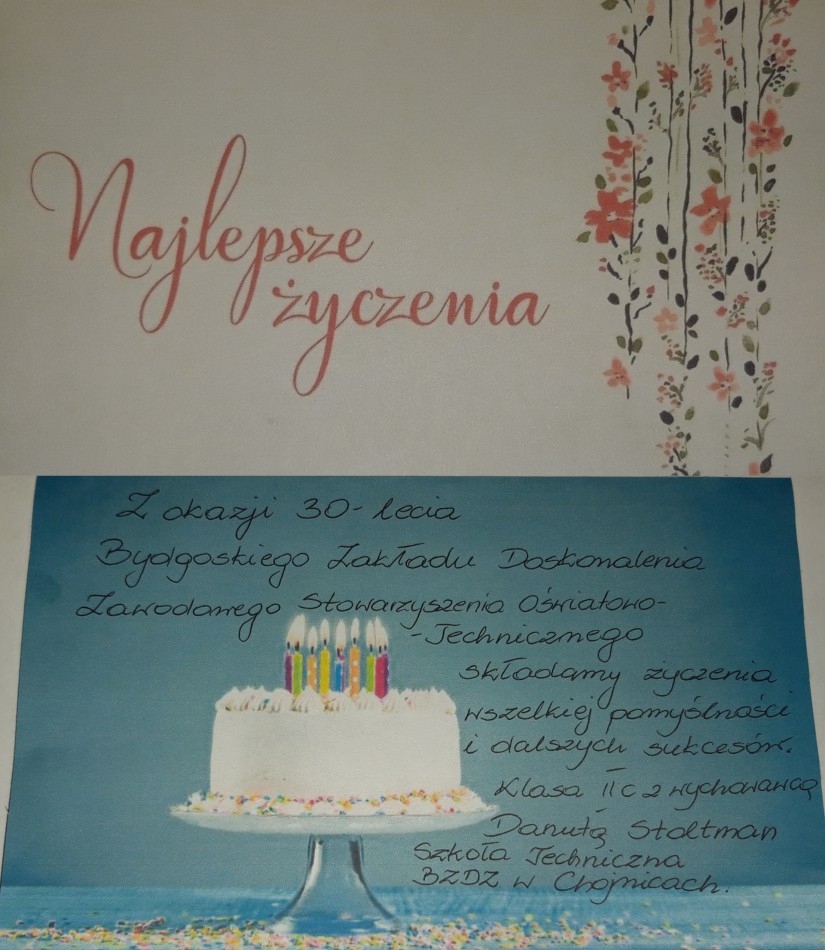 Najlepsze
życzenia
Z okazji 30-lecia
Bydgoskiego Zakładu Doskonalenia
Zawodowego Stowarzyszenia Oświatowo-
-Technicznego
składamy życzenia
wszelkiej pomyślności
i dalszych sukcesów.
Klasa II c z wychowawcą
Danutą Stoltman
Szkoła Techniczna
BZDZ w Chojnicach.